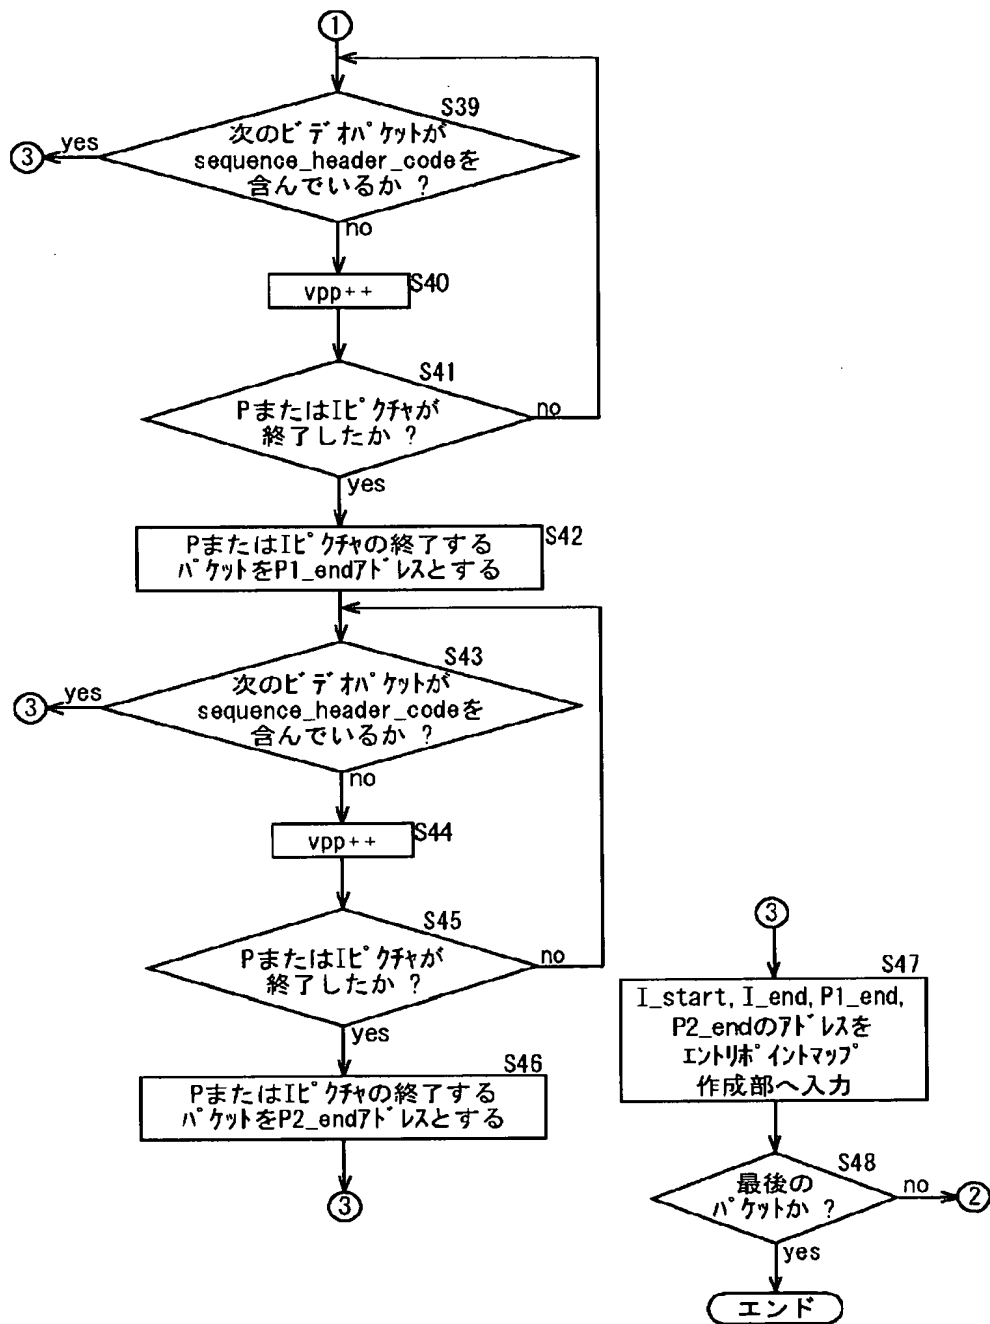 ①
S39
次のビデオパケットが
sequence_header_codeを
含んでいるか ?
yes
③
no
vpp++
S40
S41
PまたはIピクチャが
終了したか ?
no
yes
S42
PまたはIピクチャの終了する
パケットをP1_endアドレスとする
S43
次のビデオパケットが
sequence_header_codeを
含んでいるか ?
yes
③
no
vpp++
S44
S45
PまたはIピクチャが
終了したか ?
no
yes
S46
PまたはIピクチャの終了する
パケットをP2_endアドレスとする
③
③
S47
I_start, I_end, P1_end,
P2_endのアドレスを
エントリポイントマップ
作成部へ入力
S48
最後の
パケットか ?
no
②
yes
エンド